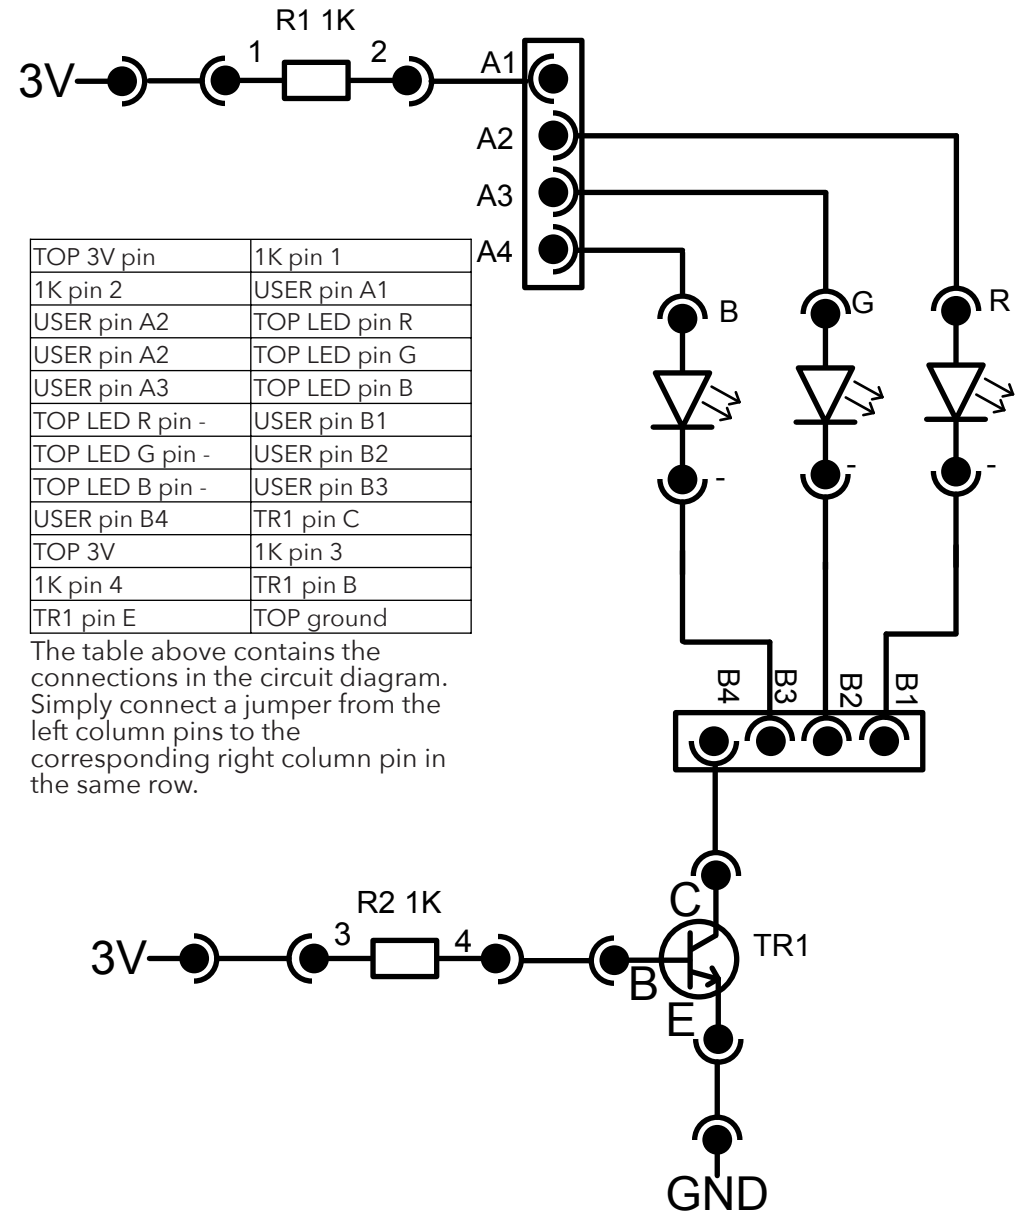 R1 1K
1
2
3V
A1
A2
A3
A4
TOP 3V pin 1K pin 1
1K pin 2 USER pin A1
USER pin A2 TOP LED pin R
USER pin A2 TOP LED pin G
USER pin A3 TOP LED pin B
TOP LED R pin - USER pin B1
TOP LED G pin - USER pin B2
TOP LED B pin - USER pin B3
USER pin B4 TR1 pin C
TOP 3V 1K pin 3
1K pin 4 TR1 pin B
TR1 pin E TOP ground
The table above contains the
connections in the circuit diagram.
Simply connect a jumper from the
left column pins to the
corresponding right column pin in
the same row.
B
G
R
-
-
-
B4
B3
B2
B1
R2 1K
3
4
3V
C
B
E
TR1
GND